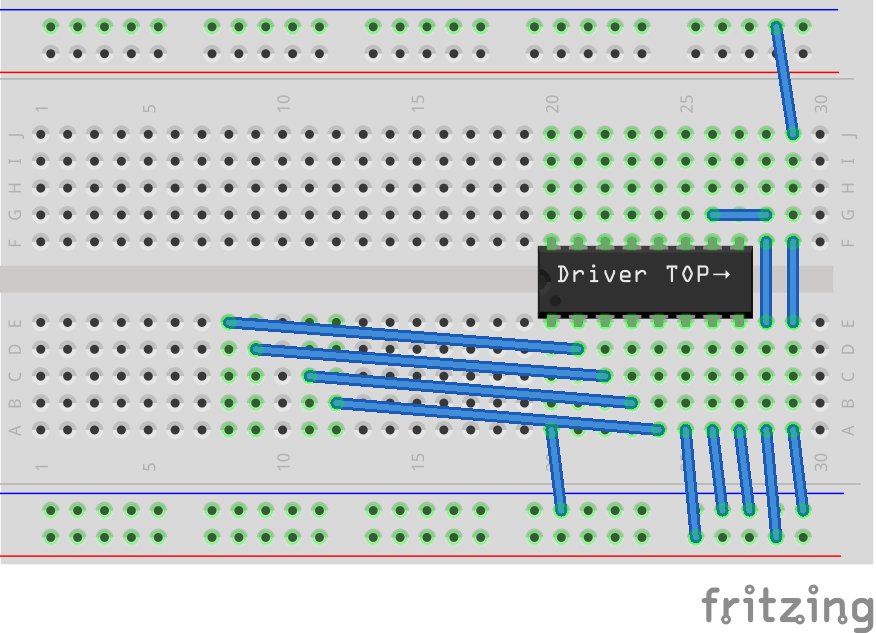 1 5 10 15 20 25 30
J J
I I
H H
G G
F F
Driver TOP→
E E
D D
C C
B B
A A
1 5 10 15 30
fritzing